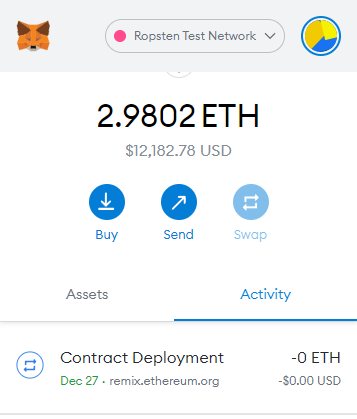 Ropsten Test Network
2.9802 ETH
$12,182.78 USD
Buy
Send
Swap
Assets
Activity
Contract Deployment
-0 ETH
Dec 27 · remix.ethereum.org
-$0.00 USD